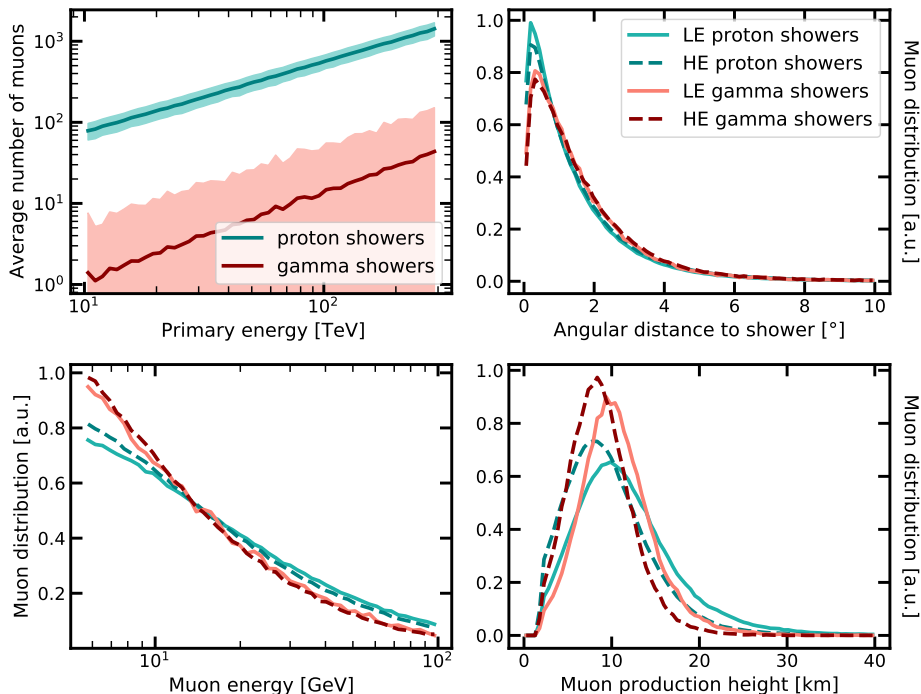 Average number of muons
10³
10²
10¹
10⁰
10¹
10²
Primary energy [TeV]
proton showers
gamma showers
1.0
0.8
0.6
0.4
0.2
0.0
0
2
4
6
8
10
Angular distance to shower [°]
Muon distribution [a.u.]
LE proton showers
HE proton showers
LE gamma showers
HE gamma showers
Muon distribution [a.u.]
1.0
0.8
0.6
0.4
0.2
10¹
10²
Muon energy [GeV]
1.0
0.8
0.6
0.4
0.2
0.0
0
10
20
30
40
Muon production height [km]
Muon distribution [a.u.]